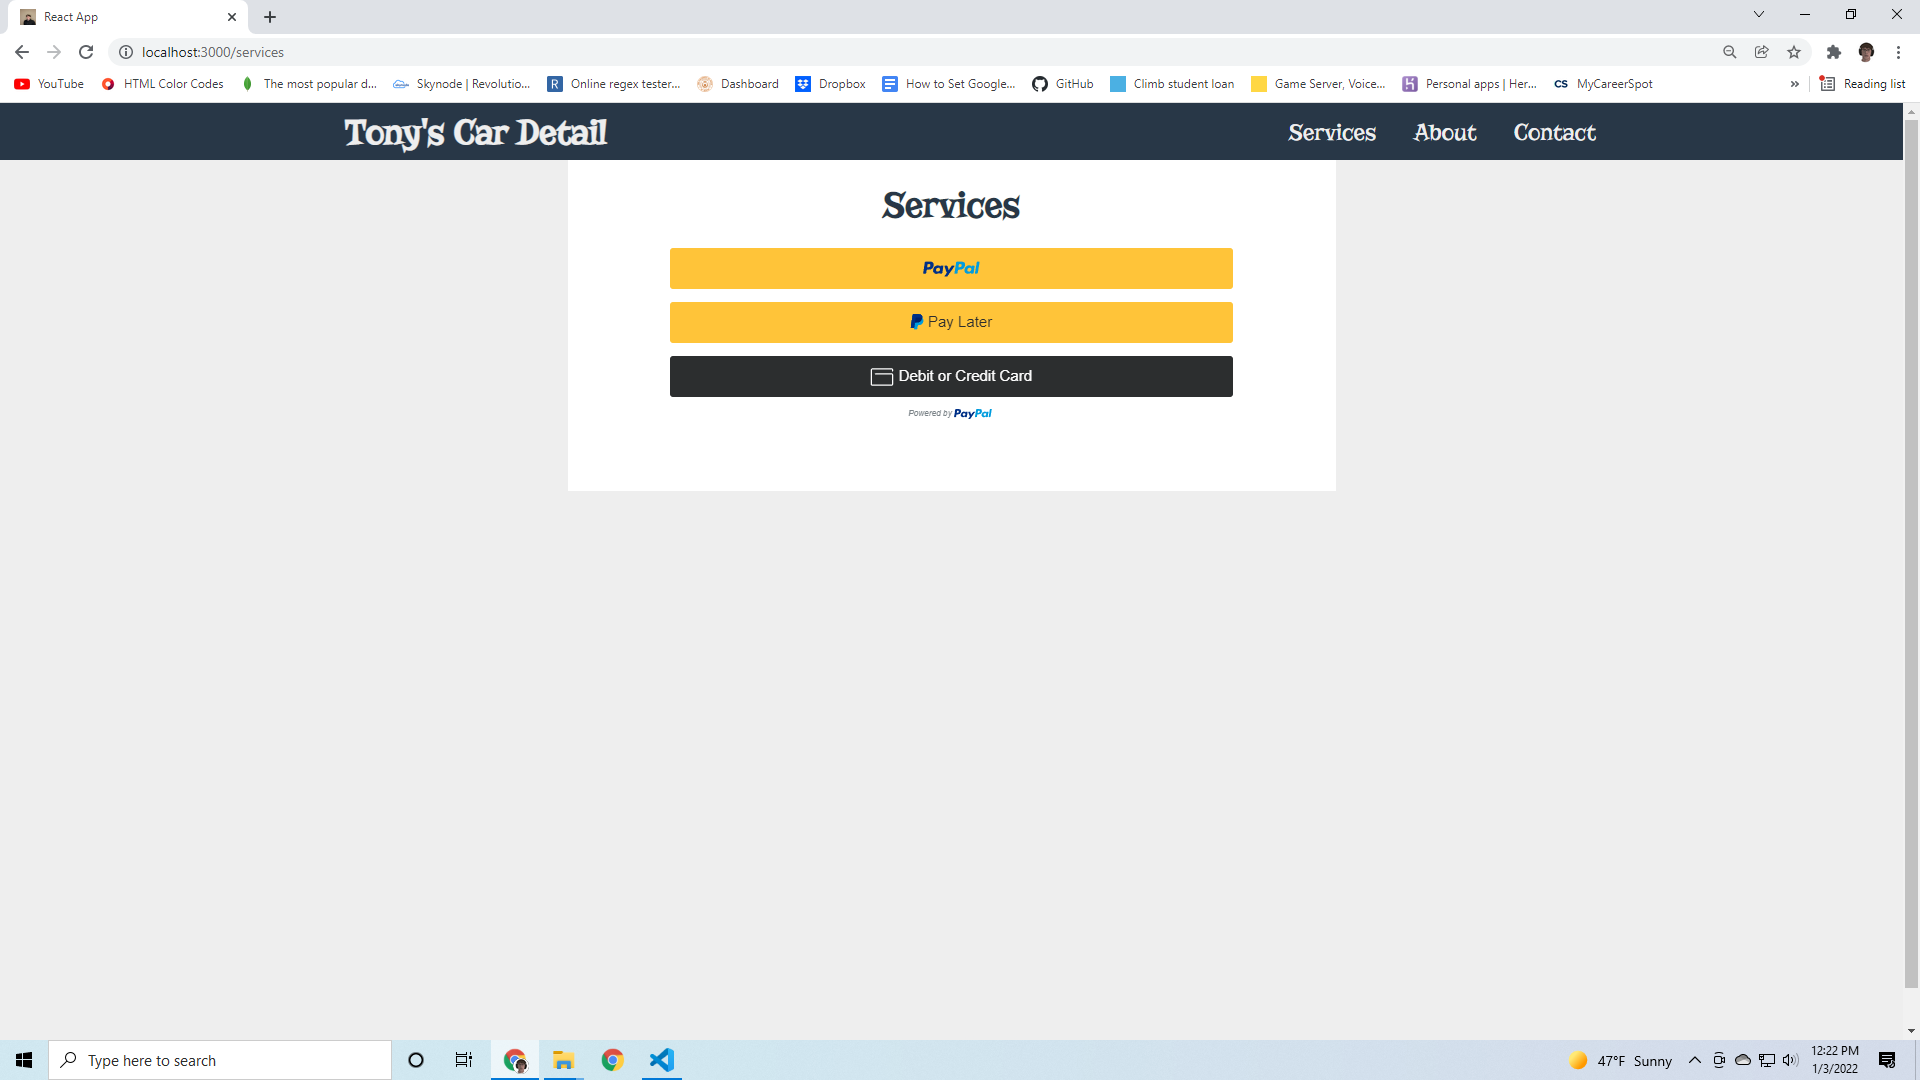 React App
localhost:3000/services
YouTube HTML Color Codes The most popular d... Skynode | Revolutio... R Online regex tester... Dashboard Dropbox How to Set Google... GitHub Climb student loan Game Server, Voice... Personal apps | Her... CS MyCareerSpot » Reading list
Tony's Car Detail Services About Contact
Services
PayPal
Pay Later
Debit or Credit Card
Powered by PayPal
Type here to search 47°F Sunny 12:22 PM
1/3/2022